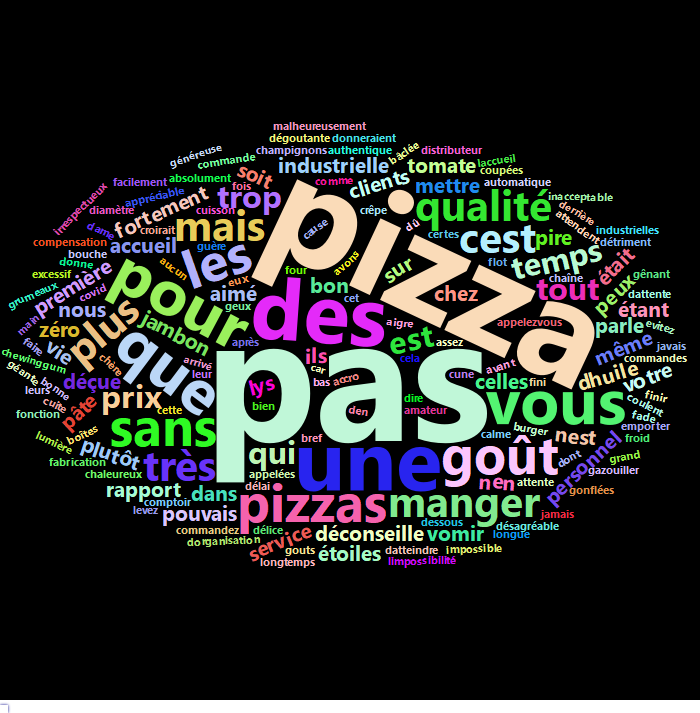 malheureusement
dégoutante donneraient
champignons authentique bâclée distributeur
généreuse commande industrielle tomate laccueil coupées
irrespectueux facilement appréciable absolument soit fois comme clients mettre automatique inacceptable
dame diamètre fortement cuisson trop crêpe dû qualité dernière attendent
croirait mais cause certes cest pire industrielles
compensation accueil guère les pizza flot détriment
bouche donne aucun eux four avons sur temps était gênant
excessif première covid pour aimé bon cet chez chaîne tout peux dattente
grumeaux main nous plus jambon geux des aigre appelezvous étant
zéro faire vie chère que après ils est assez parle évitez
chewinggum géante bonne arrivé car pas cela avant même javais
déçue leurs cuite leur lys bas accro cune celles fini dhuile votre commandes
fonction pâte prix cette bien den dire amateur vous finir coulent fade
lumière boîtes sans bref calme burger nest emporter
plutôt très qui une goût dont personnel froid
fabrication chaleureux appelées grand
rapport comptoir dans délai pizzas manger nen attente gonflées gazouiller
levez pouvais dessous jamais
commandez délice déconseille vomir désagréable longue
dorganisation service gouts étoiles datteindre impossible
longtemps limpossibilité